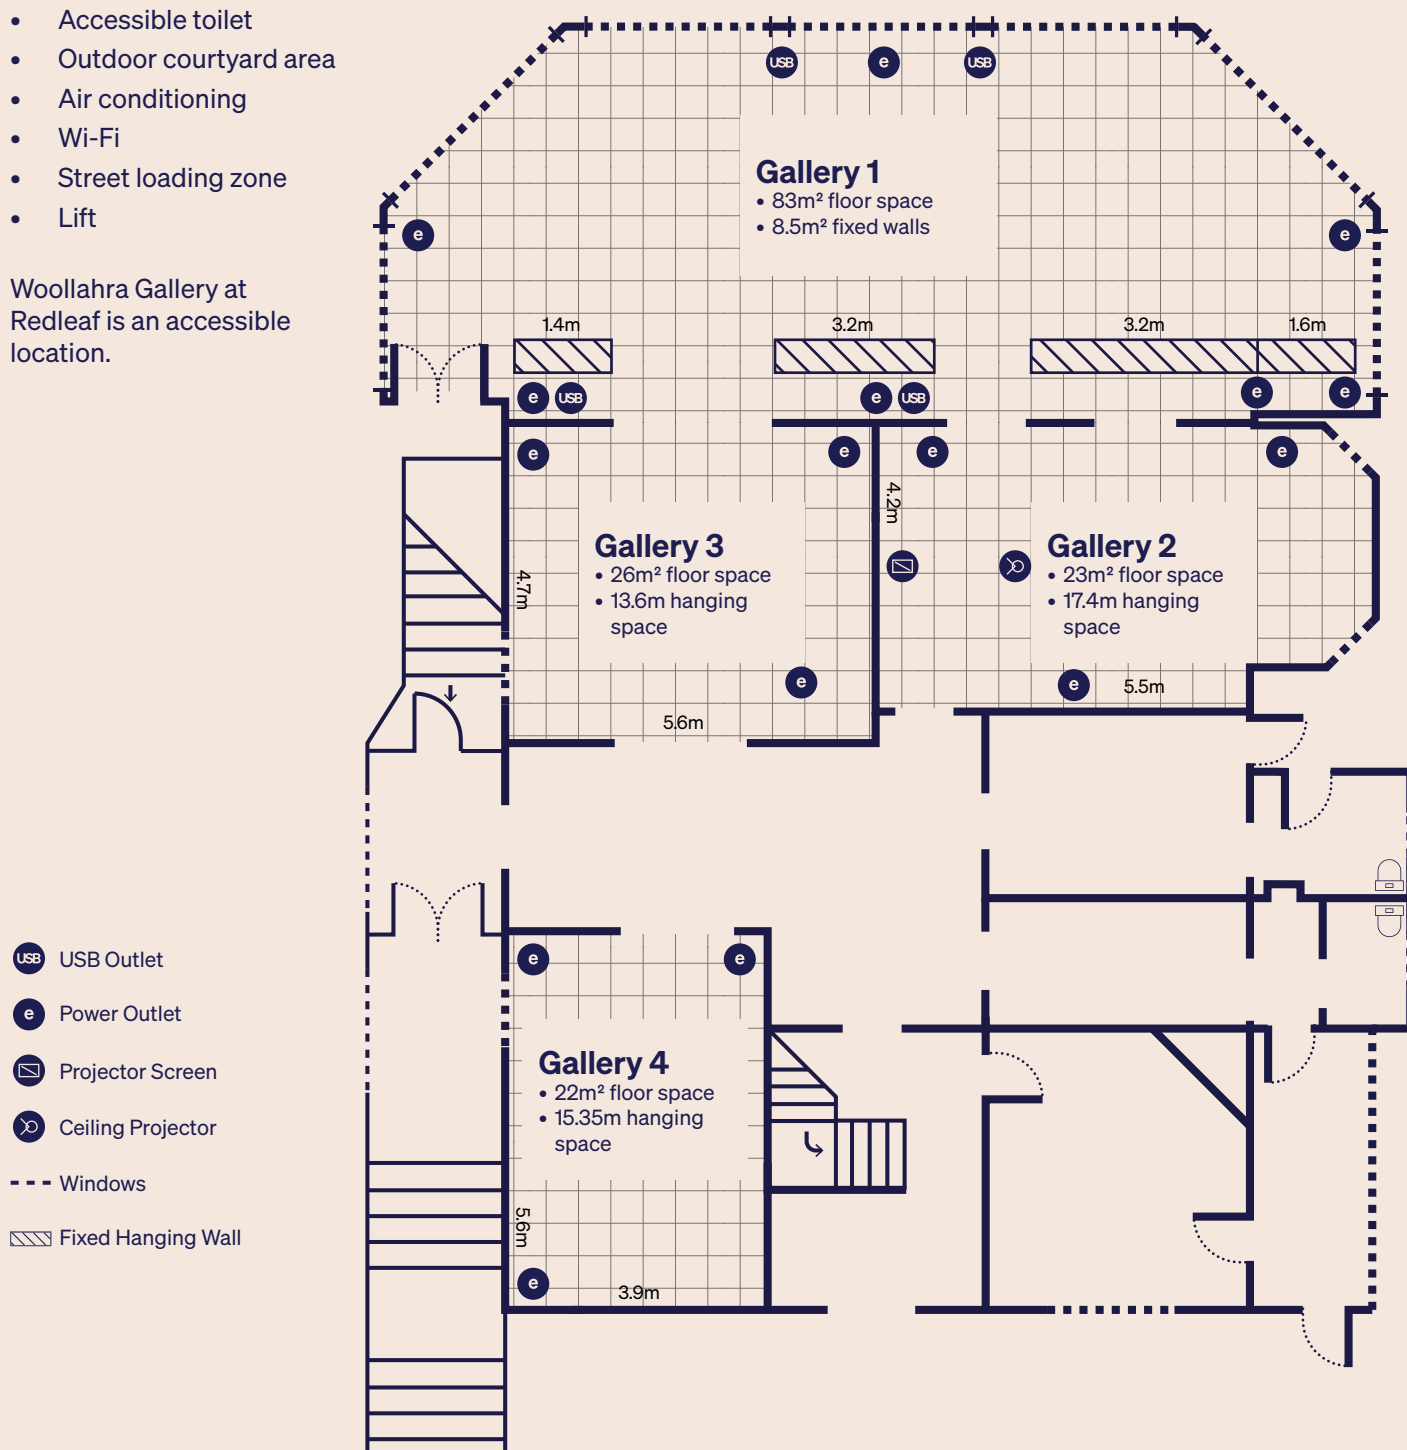 • Accessible toilet
• Outdoor courtyard area
• Air conditioning
• Wi-Fi
• Street loading zone
• Lift
Woollahra Gallery at
Redleaf is an accessible
location.
USB
e
USB
Gallery 1
• 83m² floor space
• 8.5m² fixed walls
e
e
1.4m
3.2m
3.2m
1.6m
e
USB
e
USB
e
e
e
e
e
e
4.2m
Gallery 3
• 26m² floor space
• 13.6m hanging
space
4.7m
e
5.6m
Gallery 2
• 23m² floor space
• 17.4m hanging
space
e
5.5m
e
e
Gallery 4
• 22m² floor space
• 15.35m hanging
space
5.6m
e
3.9m
USB USB Outlet
e Power Outlet
Projector Screen
Ceiling Projector
Windows
Fixed Hanging Wall